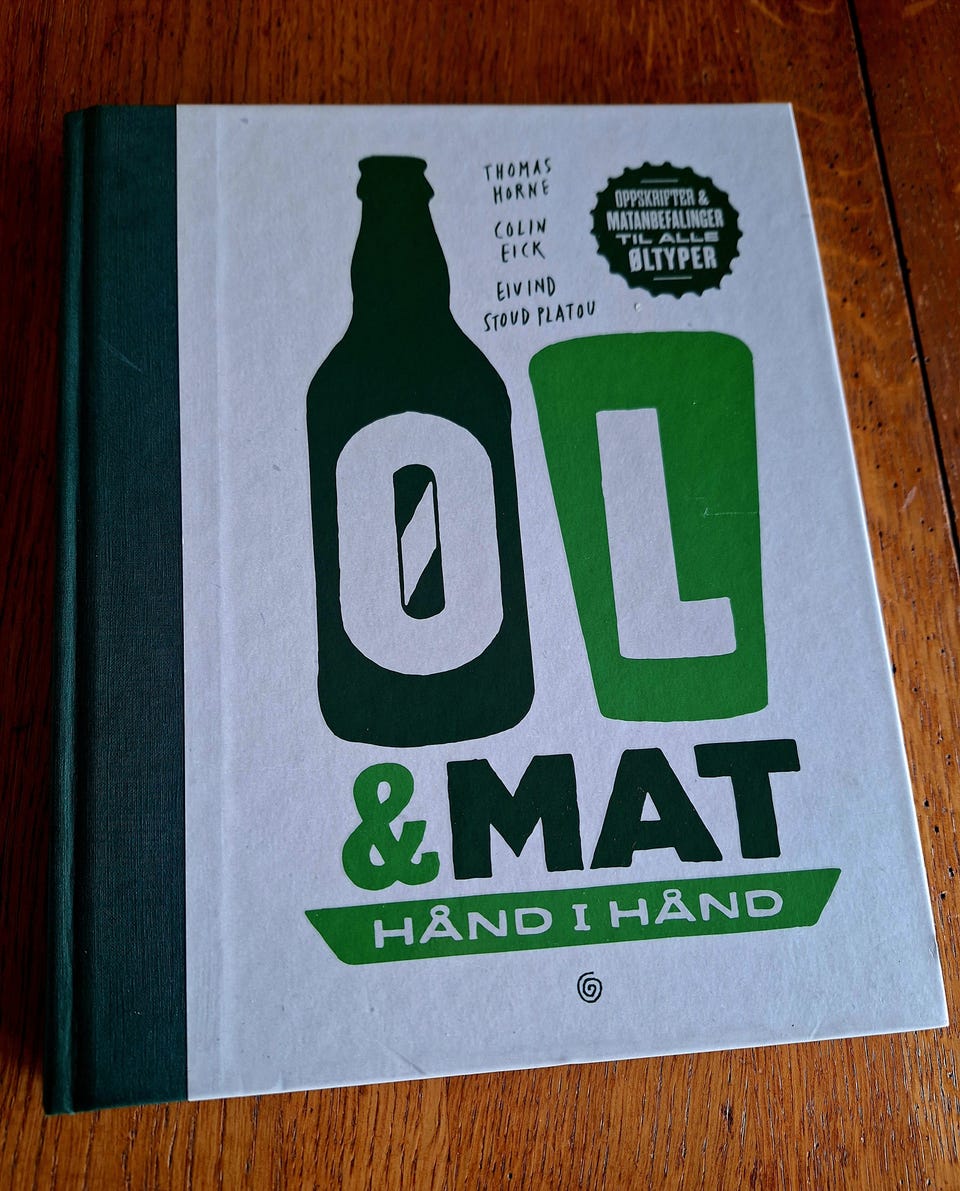 THOMAS
HORNE
COLIN
EICK
EIVIND
STOUD PLATOU
OPPSKRIFTER &
MATANBEFALINGER
TIL ALLE
ØLTYPER
ØL
& MAT
HÅND I HÅND